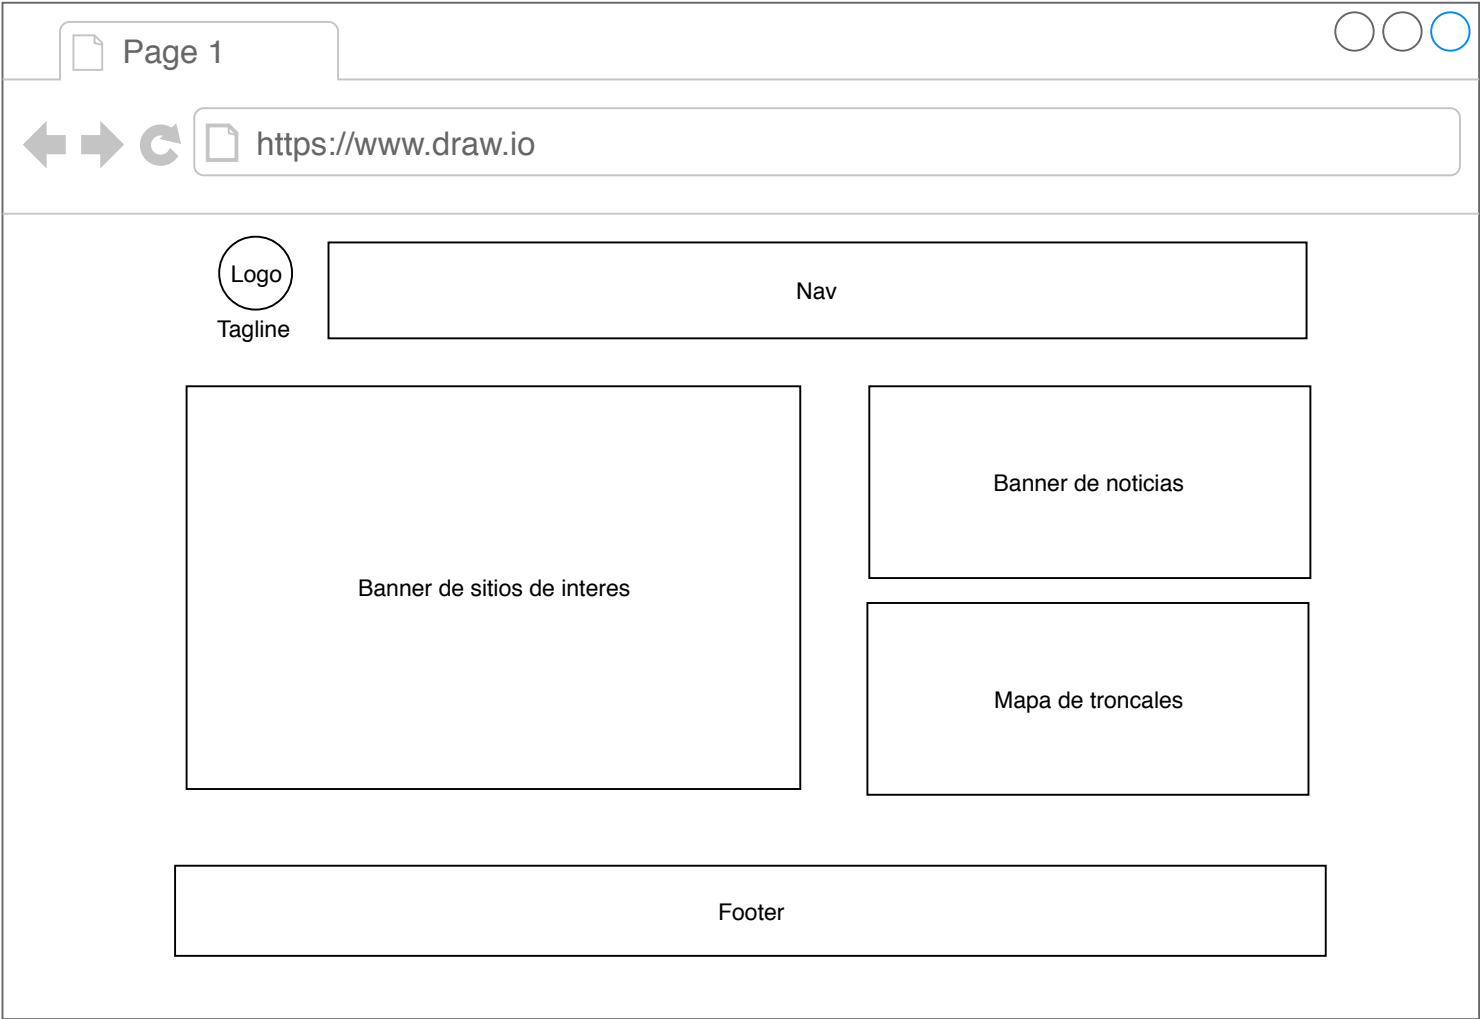 Page 1
https://www.draw.io
Logo
Tagline
Nav
Banner de sitios de interes
Banner de noticias
Mapa de troncales
Footer